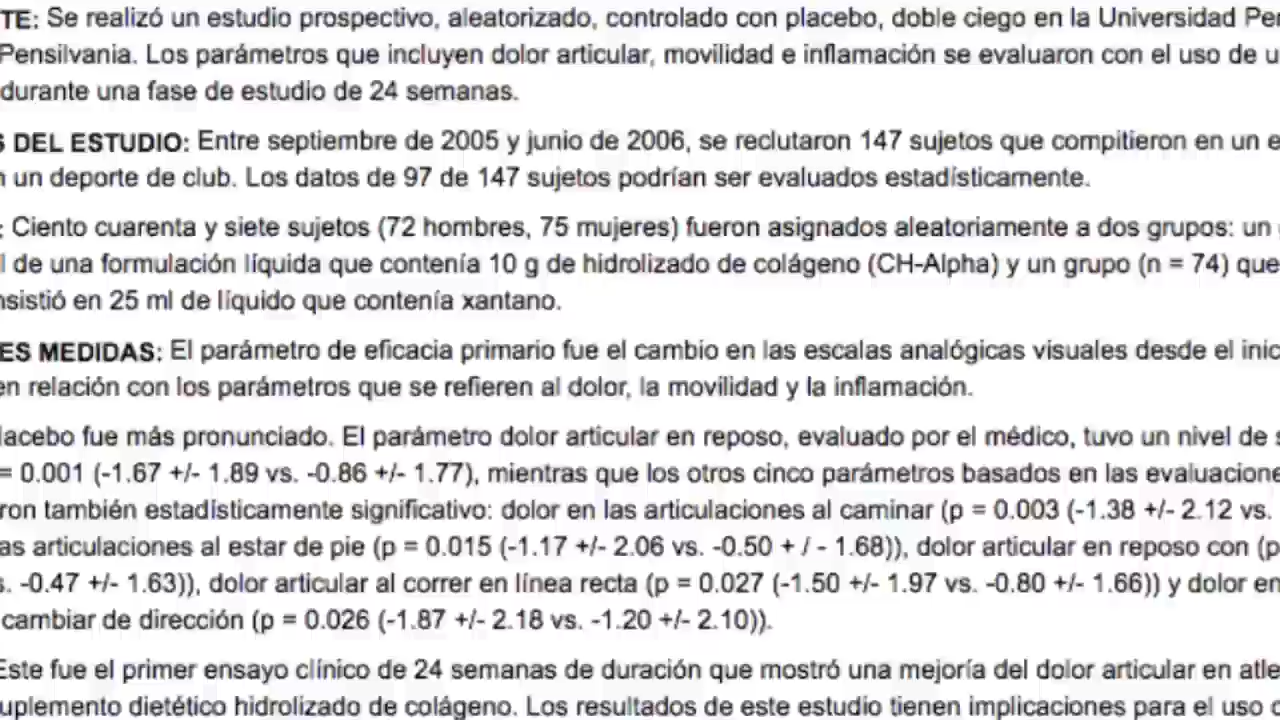 TE: Se realizó un estudio prospectivo, aleatorizado, controlado con placebo, doble ciego en la Universidad Pe
Pensilvania. Los parámetros que incluyen dolor articular, movilidad e inflamación se evaluaron con el uso de u
durante una fase de estudio de 24 semanas.
S DEL ESTUDIO: Entre septiembre de 2005 y junio de 2006, se reclutaron 147 sujetos que compitieron en un e
n un deporte de club. Los datos de 97 de 147 sujetos podrían ser evaluados estadísticamente.
: Ciento cuarenta y siete sujetos (72 hombres, 75 mujeres) fueron asignados aleatoriamente a dos grupos: un
l de una formulación líquida que contenía 10 g de hidrolizado de colágeno (CH-Alpha) y un grupo (n = 74) que
nsistió en 25 ml de líquido que contenía xantano.
ES MEDIDAS: El parámetro de eficacia primario fue el cambio en las escalas analógicas visuales desde el inic
en relación con los parámetros que se refieren al dolor, la movilidad y la inflamación.
lacebo fue más pronunciado. El parámetro dolor articular en reposo, evaluado por el médico, tuvo un nivel de s
= 0.001 (-1.67 +/- 1.89 vs. -0.86 +/- 1.77), mientras que los otros cinco parámetros basados en las evaluacione
ron también estadísticamente significativo: dolor en las articulaciones al caminar (p = 0.003 (-1.38 +/- 2.12 vs.
as articulaciones al estar de pie (p = 0.015 (-1.17 +/- 2.06 vs. -0.50 + / - 1.68)), dolor articular en reposo con (p
s. -0.47 +/- 1.63)), dolor articular al correr en línea recta (p = 0.027 (-1.50 +/- 1.97 vs. -0.80 +/- 1.66)) y dolor en
cambiar de dirección (p = 0.026 (-1.87 +/- 2.18 vs. -1.20 +/- 2.10)).
Este fue el primer ensayo clínico de 24 semanas de duración que mostró una mejoría del dolor articular en atle
uplemento dietético hidrolizado de colágeno. Los resultados de este estudio tienen implicaciones para el uso